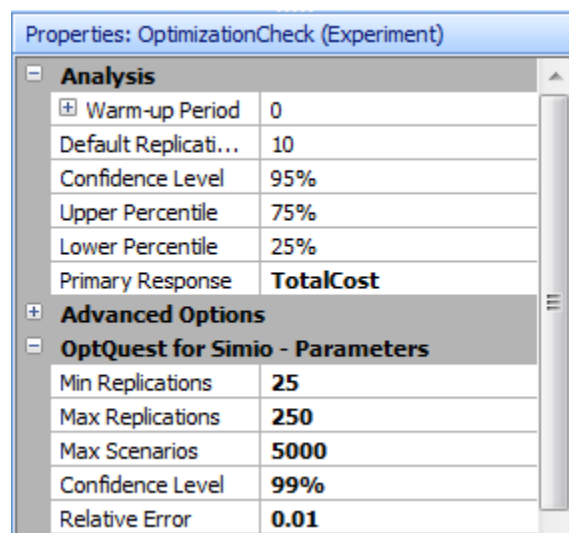 Properties: OptimizationCheck (Experiment)
Analysis
Warm-up Period 0
Default Replicati... 10
Confidence Level 95%
Upper Percentile 75%
Lower Percentile 25%
Primary Response TotalCost
Advanced Options
OptQuest for Simio - Parameters
Min Replications 25
Max Replications 250
Max Scenarios 5000
Confidence Level 99%
Relative Error 0.01